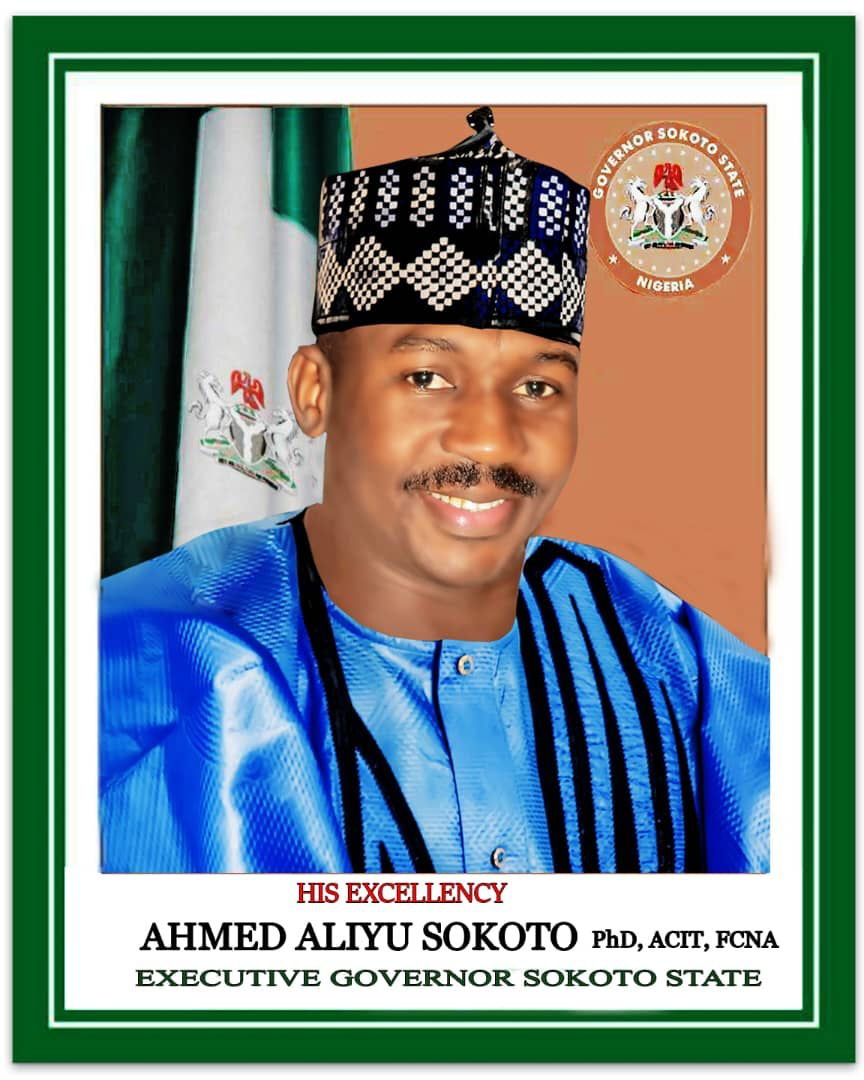 GOVERNOR SOKOTO STATE
NIGERIA
HIS EXCELLENCY
AHMED ALIYU SOKOTO PhD, ACIT, FCNA
EXECUTIVE GOVERNOR SOKOTO STATE